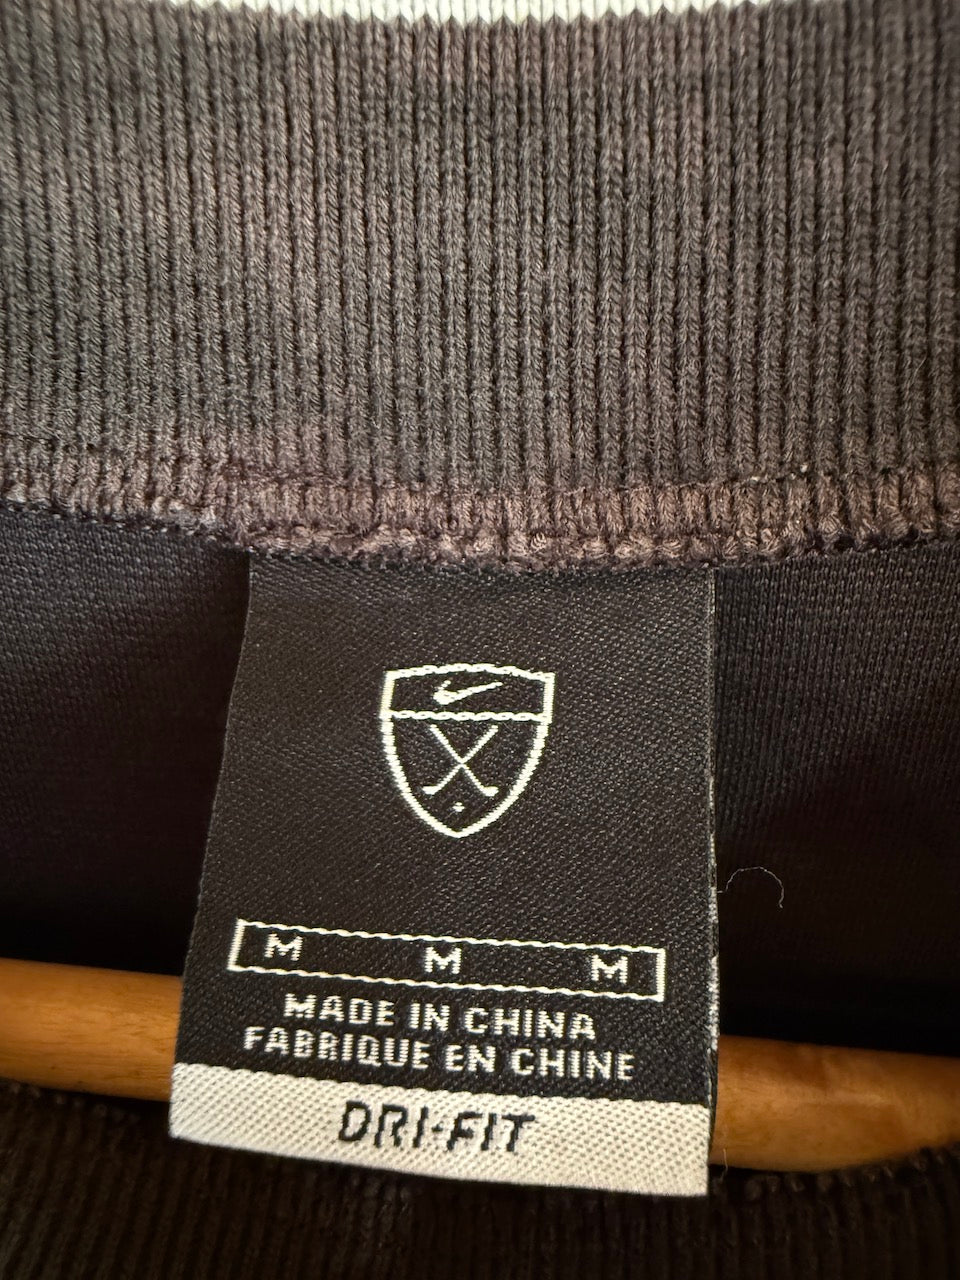 M M M
MADE IN CHINA
FABRIQUE EN CHINE
DRI-FIT